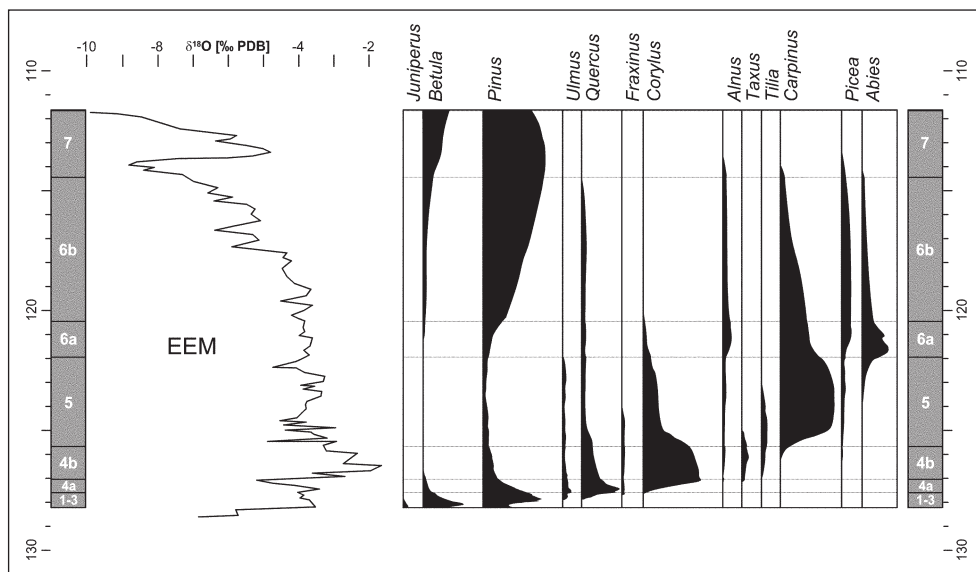 -10 -8 δ¹⁸O [‰ PDB] -4 -2
Juniperus
Betula
Pinus
Ulmus
Quercus
Fraxinus
Corylus
Alnus
Taxus
Tilia
Carpinus
Picea
Abies
110 110
7 7
6b 6b
120 120
6a 6a
EEM
5 5
4b 4b
4a 4a
1-3 1-3
130 130